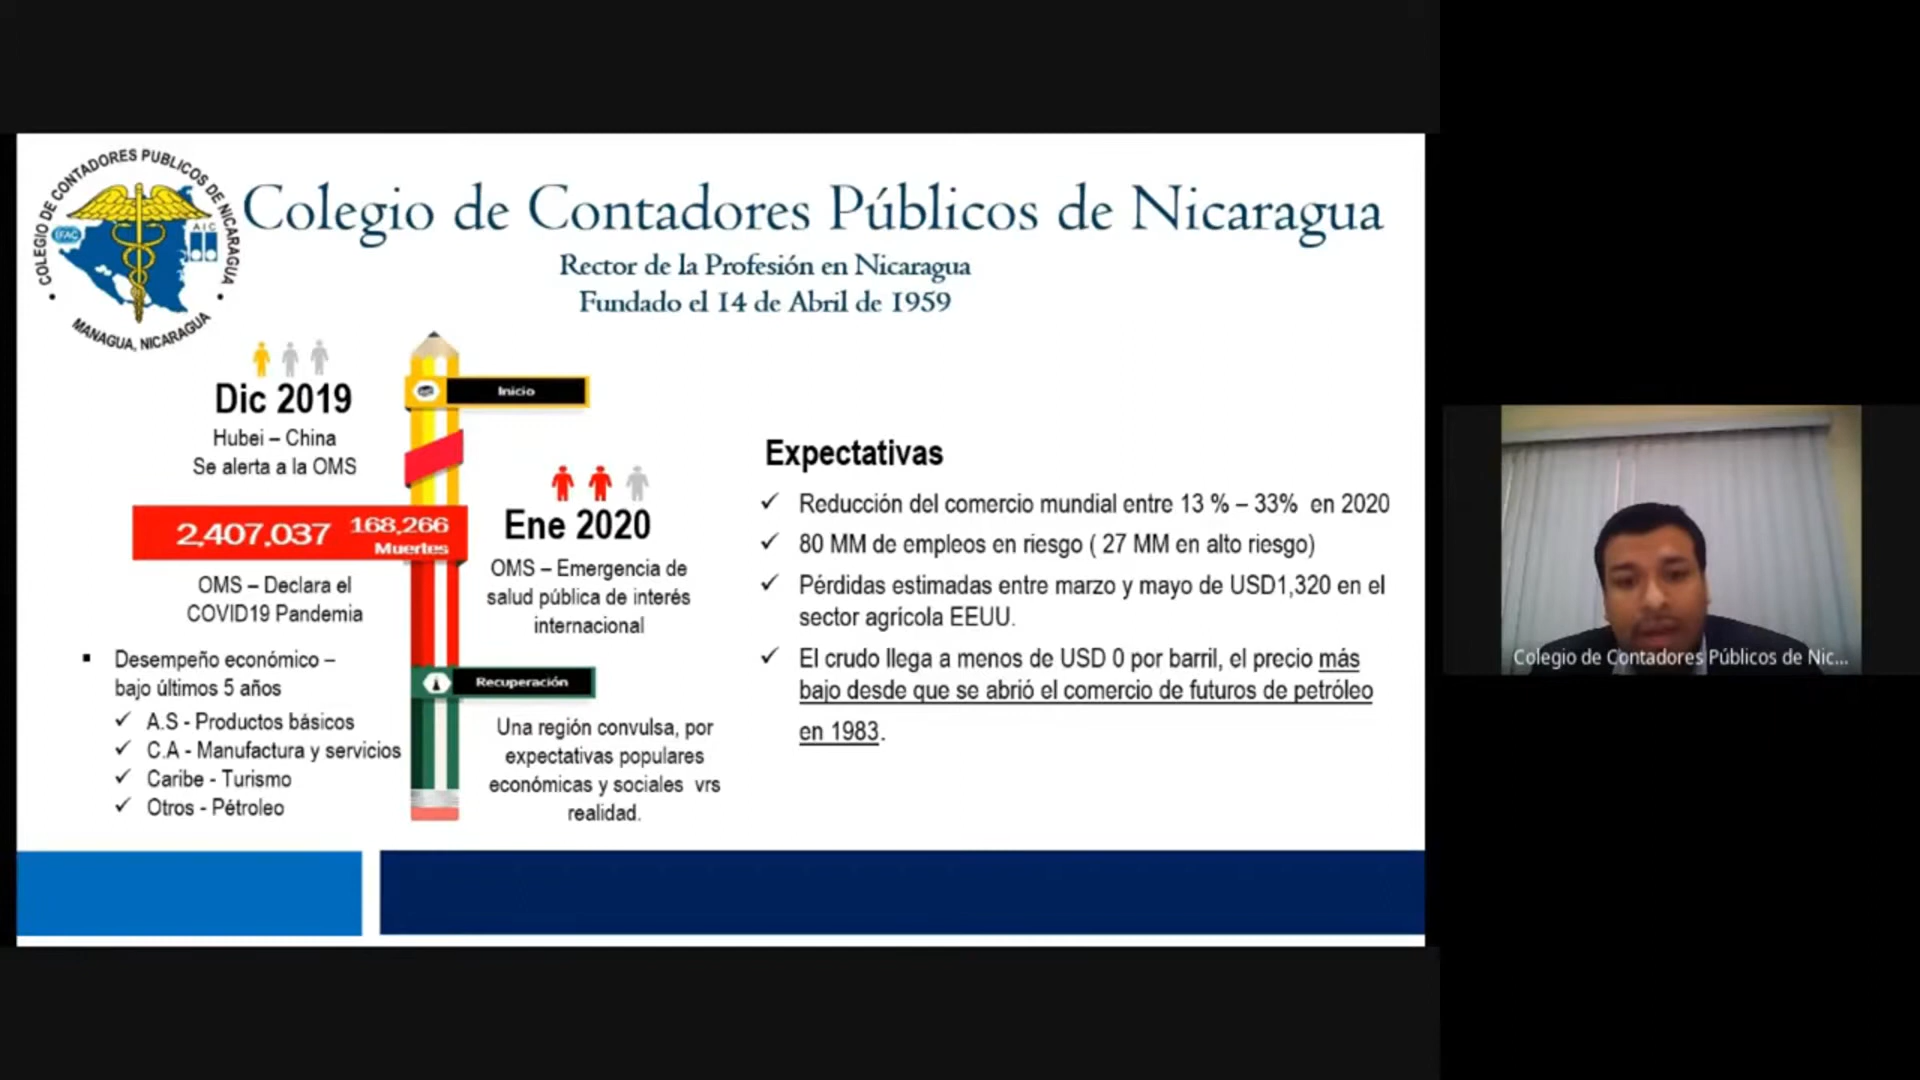 COLEGIO DE CONTADORES PUBLICOS DE NICARAGUA
MANAGUA, NICARAGUA
AIC
Colegio de Contadores Públicos de Nicaragua
Rector de la Profesión en Nicaragua
Fundado el 14 de Abril de 1959
Dic 2019
Hubei – China
Se alerta a la OMS
Inicio
2,407,037
168,266
Muertes
OMS – Declara el
COVID19 Pandemia
Ene 2020
OMS – Emergencia de
salud pública de interés
internacional
Desempeño económico –
bajo últimos 5 años
A.S - Productos básicos
C.A - Manufactura y servicios
Caribe - Turismo
Otros - Pétroleo
Recuperación
Una región convulsa, por
expectativas populares
económicas y sociales vrs
realidad.
Expectativas
Reducción del comercio mundial entre 13 % – 33% en 2020
80 MM de empleos en riesgo ( 27 MM en alto riesgo)
Pérdidas estimadas entre marzo y mayo de USD1,320 en el
sector agrícola EEUU.
El crudo llega a menos de USD 0 por barril, el precio más
bajo desde que se abrió el comercio de futuros de petróleo
en 1983.
Colegio de Contadores Públicos de Nic...